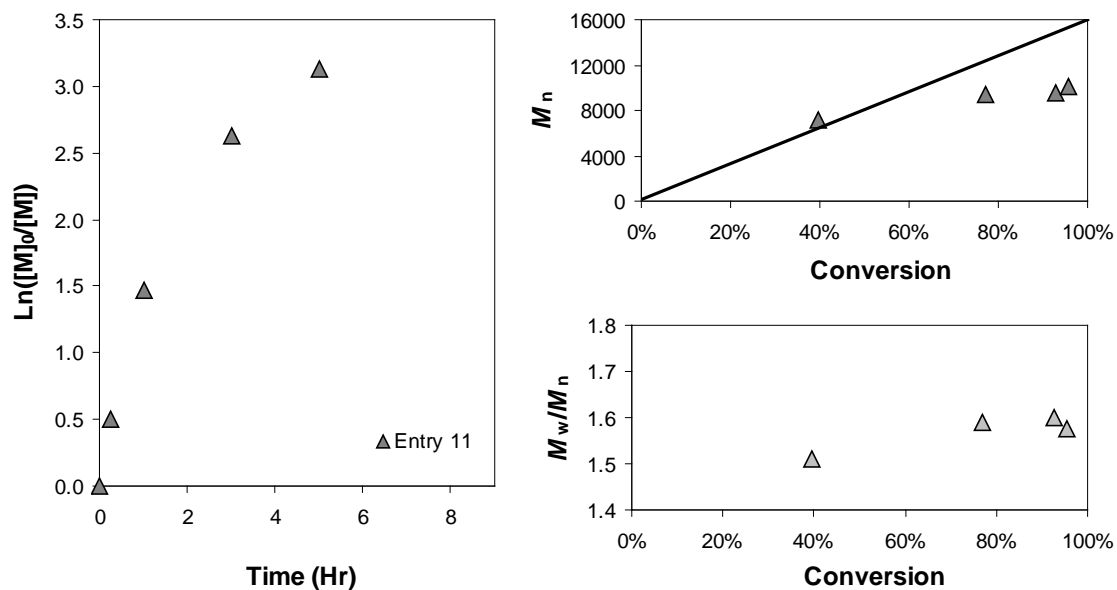 3.5
3.0
2.5
2.0
1.5
1.0
0.5
0.0
Ln([M]₀/[M])
0 2 4 6 8
Time (Hr)
Entry 11
16000
12000
8000
4000
0
Mn
0% 20% 40% 60% 80% 100%
Conversion
1.8
1.7
1.6
1.5
1.4
Mw/Mn
0% 20% 40% 60% 80% 100%
Conversion